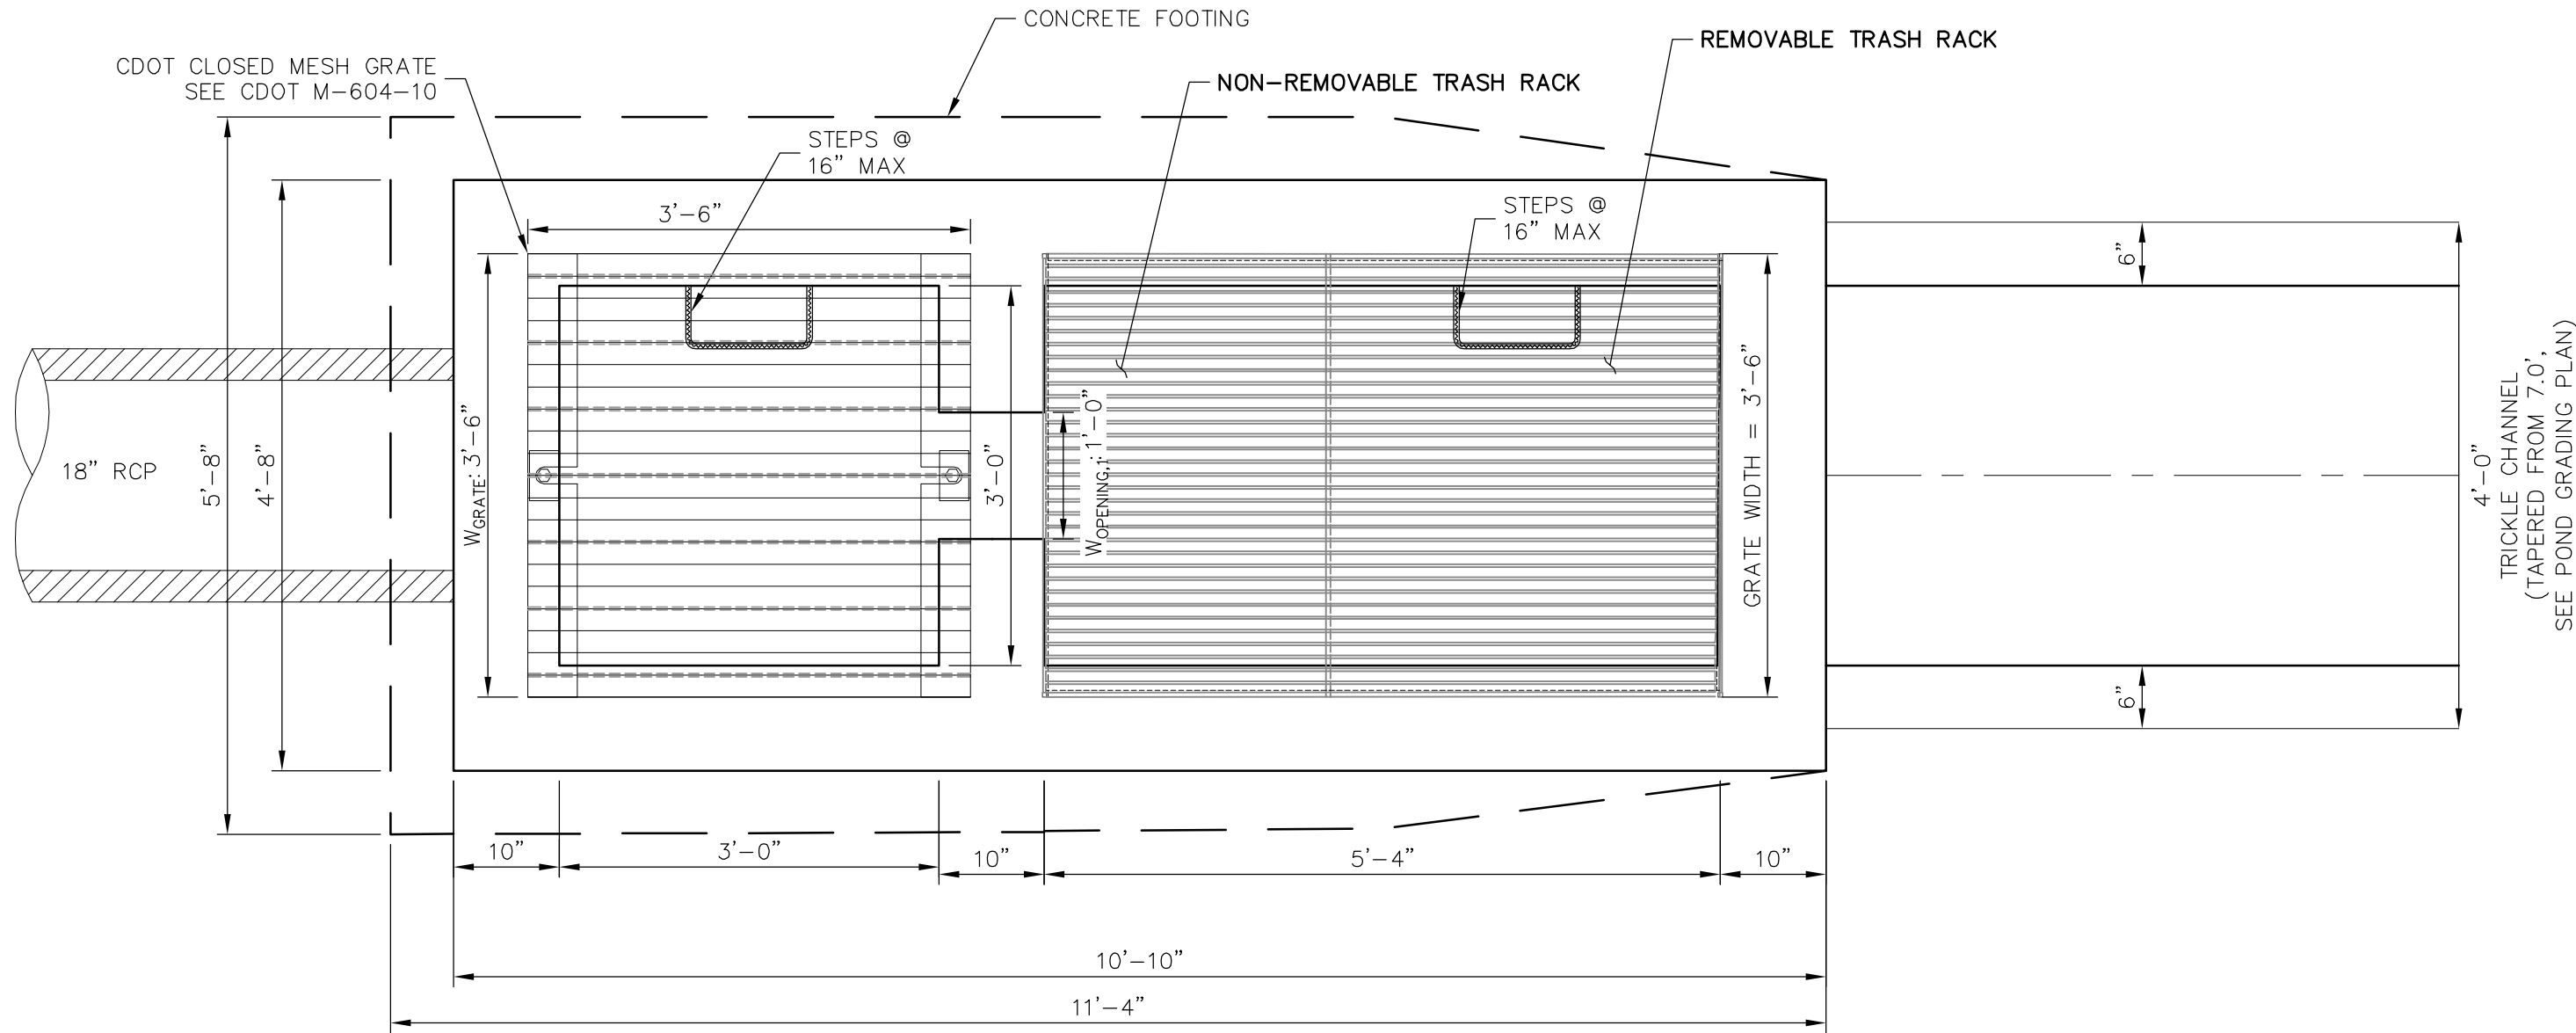 CONCRETE FOOTING
REMOVABLE TRASH RACK
CDOT CLOSED MESH GRATE
SEE CDOT M-604-10
NON-REMOVABLE TRASH RACK
STEPS @
16" MAX
3'-6"
STEPS @
16" MAX
6"
5'-8"
4'-8"
18" RCP
WGRATE: 3'-6"
3'-0"
WOPENING,1: 1'-0"
GRATE WIDTH = 3'-6"
6"
4'-0"
TRICKLE CHANNEL
(TAPERED FROM 7.0',
SEE POND GRADING PLAN)
10"
3'-0"
10"
5'-4"
10"
10'-10"
11'-4"